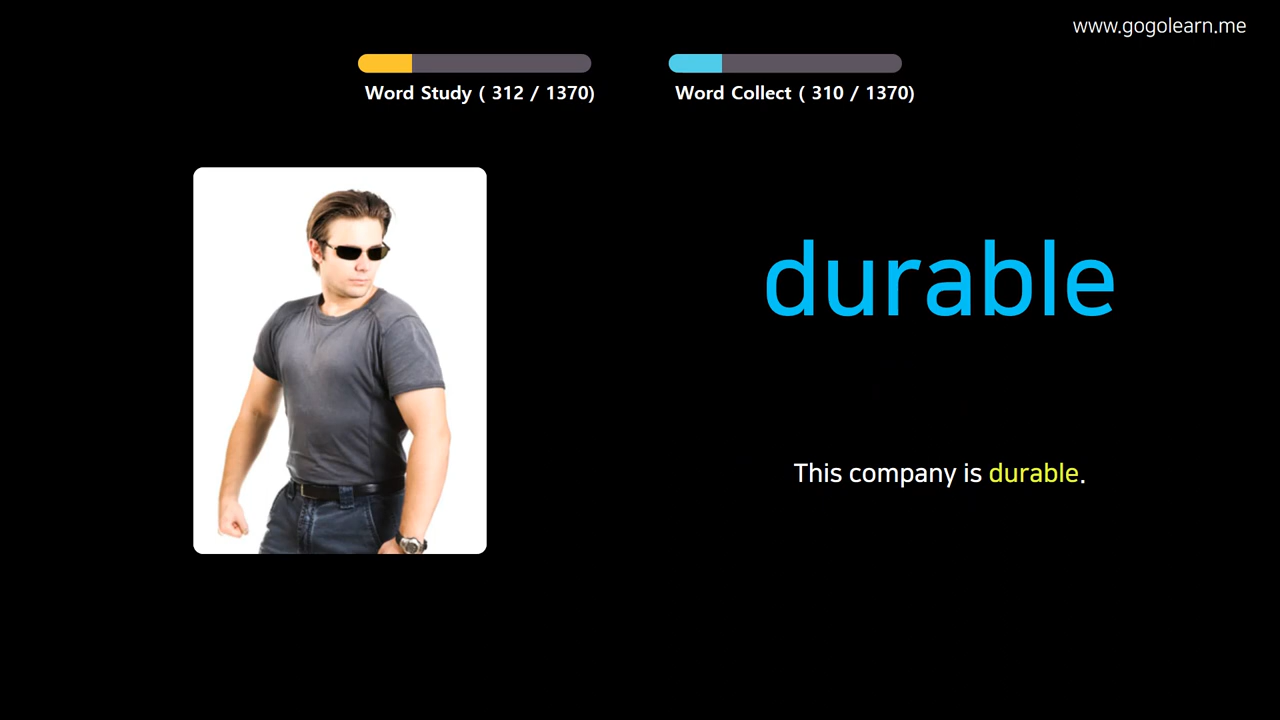 www.gogolearn.me
Word Study ( 312 / 1370)
Word Collect ( 310 / 1370)
durable
This company is durable.